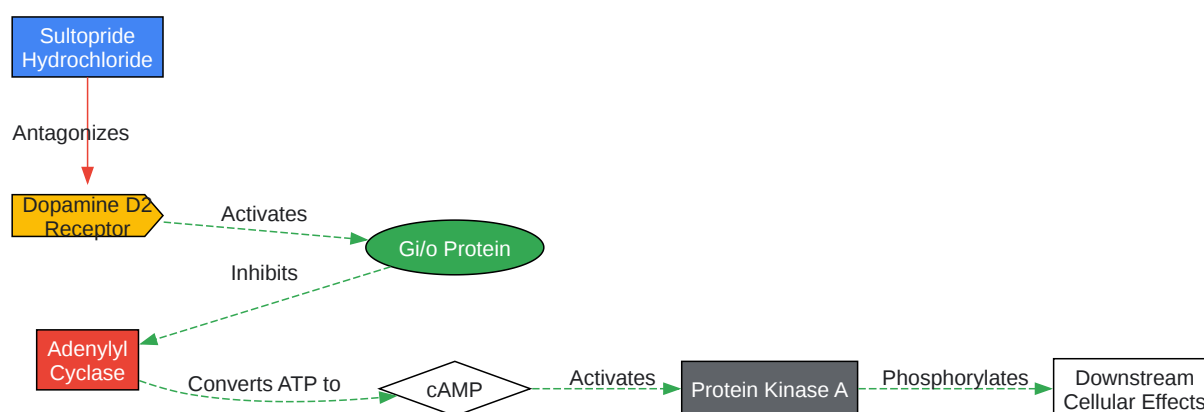 Sultopride
Hydrochloride
Antagonizes
Dopamine D2
Receptor
Activates
Gi/o Protein
Inhibits
Adenylyl
Cyclase
Converts ATP to
cAMP
Activates
Protein Kinase A
Phosphorylates
Downstream
Cellular Effects